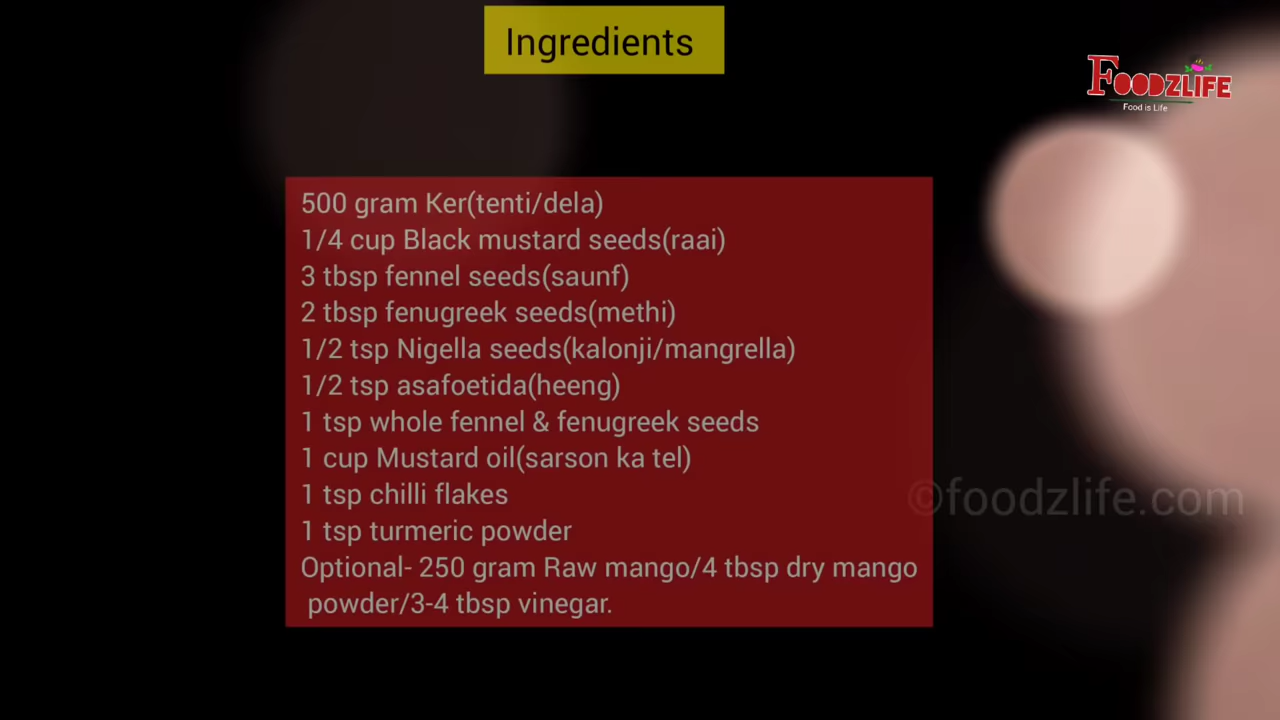 Ingredients
FOODZLIFE
Food is Life
500 gram Ker(tenti/dela)
1/4 cup Black mustard seeds(raai)
3 tbsp fennel seeds(saunf)
2 tbsp fenugreek seeds(methi)
1/2 tsp Nigella seeds(kalonji/mangrella)
1/2 tsp asafoetida(heeng)
1 tsp whole fennel & fenugreek seeds
1 cup Mustard oil(sarson ka tel)
1 tsp chilli flakes
©foodzlife.com
1 tsp turmeric powder
Optional- 250 gram Raw mango/4 tbsp dry mango
powder/3-4 tbsp vinegar.